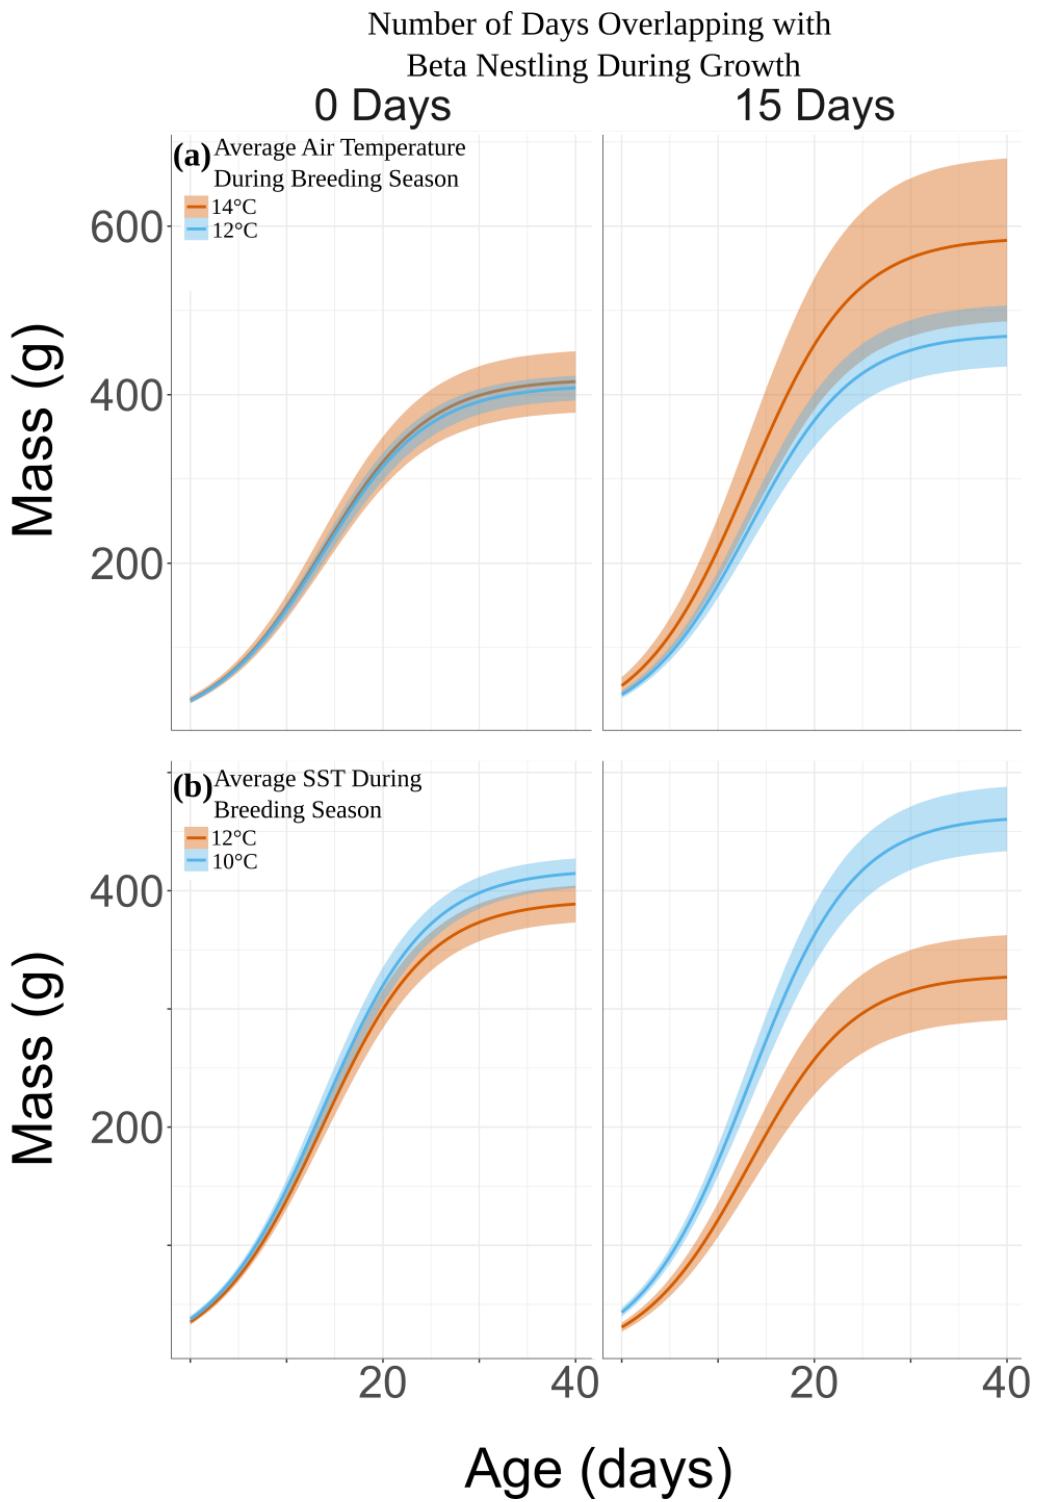 Number of Days Overlapping with
Beta Nestling During Growth
0 Days
15 Days
(a) Average Air Temperature
During Breeding Season
14°C
12°C
600
400
200
Mass (g)
(b) Average SST During
Breeding Season
12°C
10°C
400
200
Mass (g)
20
40
20
40
Age (days)